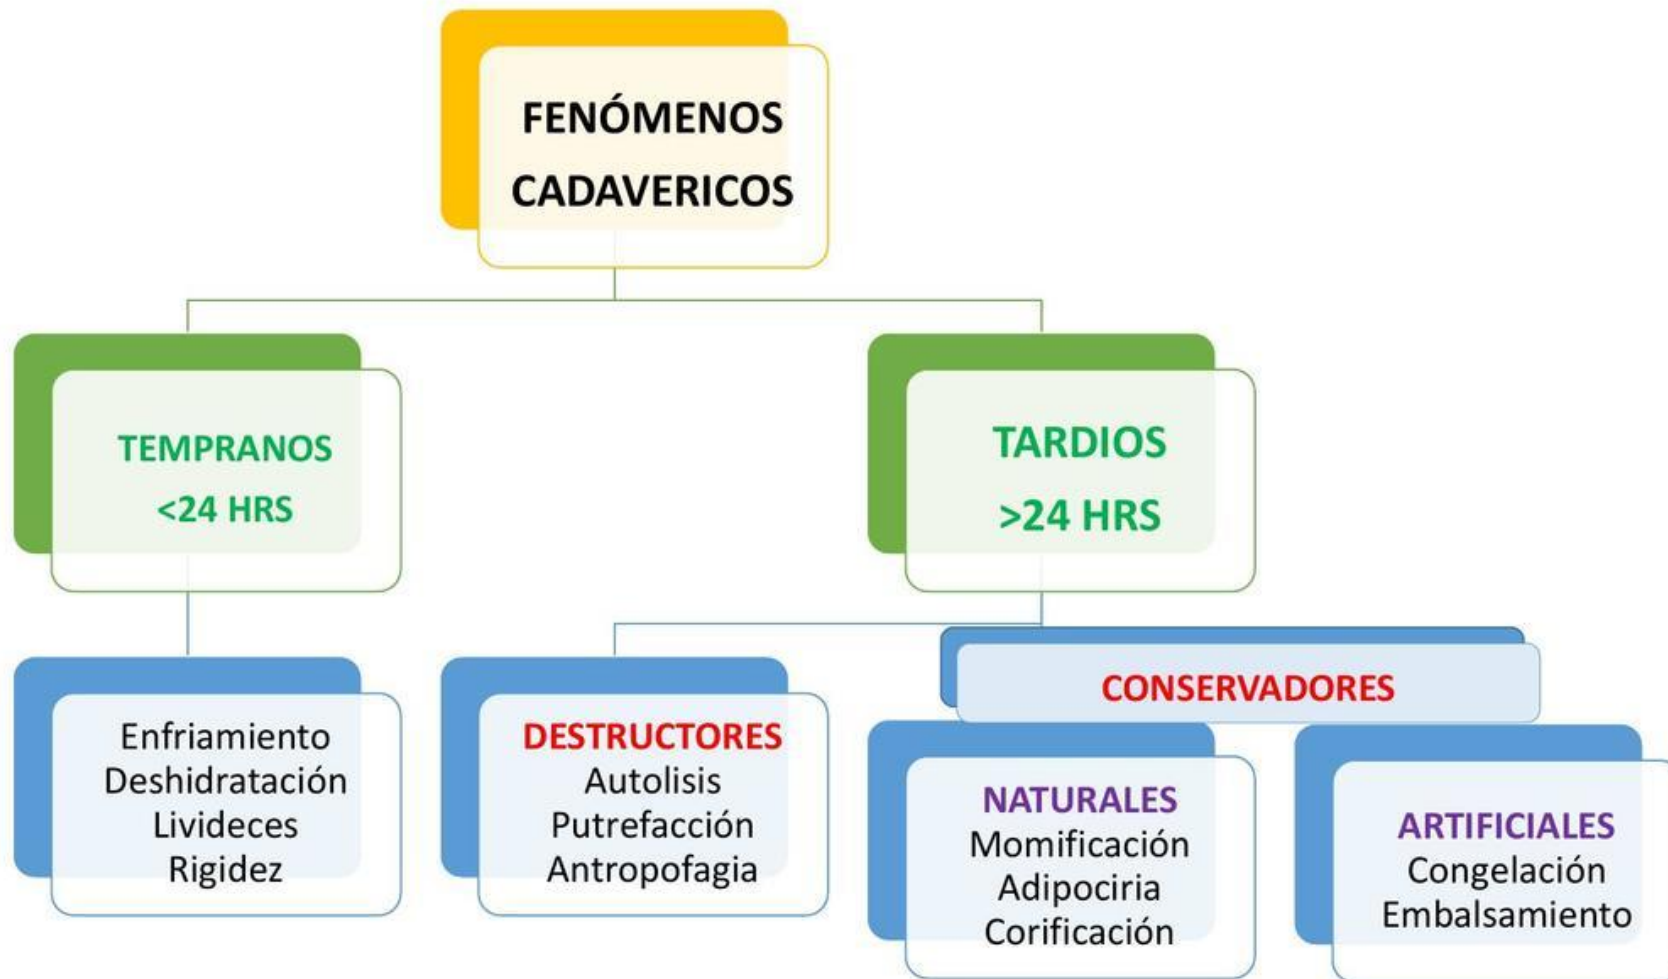 FENÓMENOS
CADAVERICOS
TEMPRANOS
<24 HRS
TARDIOS
>24 HRS
Enfriamiento
Deshidratación
Livideces
Rigidez
DESTRUCTORES
Autolisis
Putrefacción
Antropofagia
CONSERVADORES
NATURALES
Momificación
Adipociria
Corificación
ARTIFICIALES
Congelación
Embalsamiento